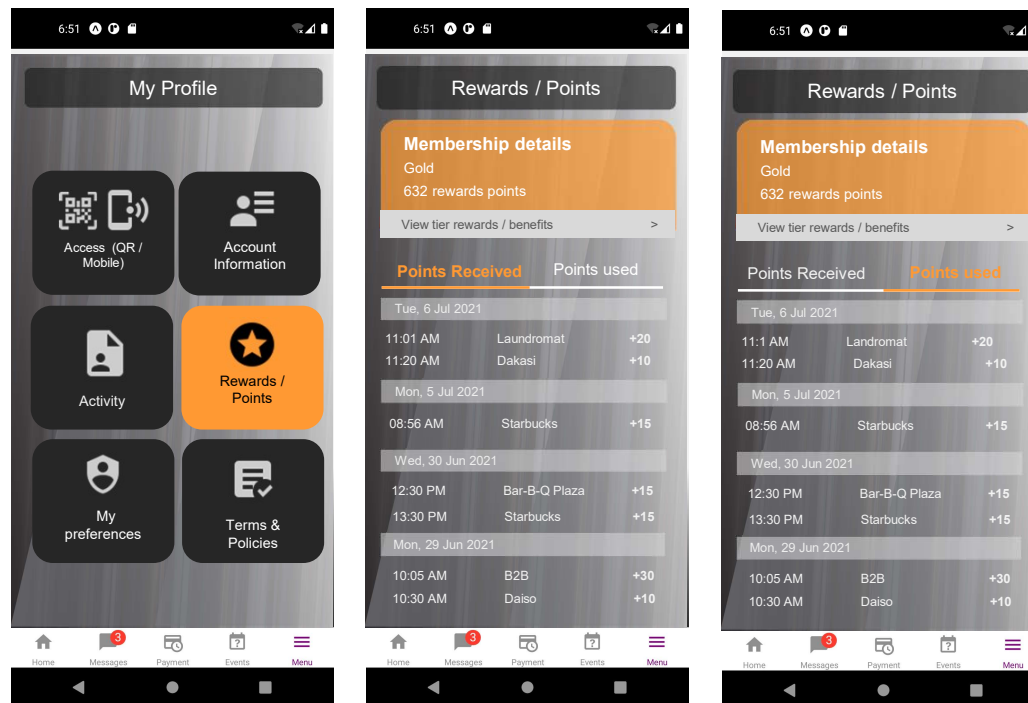 6:51
My Profile
Access (QR /
Mobile)
Account
Information
Activity
Rewards /
Points
My
preferences
Terms &
Policies
3
Home Messages Payment Events Menu
6:51
Rewards / Points
Membership details
Gold
632 rewards points
View tier rewards / benefits >
Points Received Points used
Tue, 6 Jul 2021
11:01 AM Laundromat +20
11:20 AM Dakasi +10
Mon, 5 Jul 2021
08:56 AM Starbucks +15
Wed, 30 Jun 2021
12:30 PM Bar-B-Q Plaza +15
13:30 PM Starbucks +15
Mon, 29 Jun 2021
10:05 AM B2B +30
10:30 AM Daiso +10
3
Home Messages Payment Events Menu
6:51
Rewards / Points
Membership details
Gold
632 rewards points
View tier rewards / benefits >
Points Received Points used
Tue, 6 Jul 2021
11:1 AM Landromat +20
11:20 AM Dakasi +10
Mon, 5 Jul 2021
08:56 AM Starbucks +15
Wed, 30 Jun 2021
12:30 PM Bar-B-Q Plaza +15
13:30 PM Starbucks +15
Mon, 29 Jun 2021
10:05 AM B2B +30
10:30 AM Daiso +10
3
Home Messages Payment Events Menu